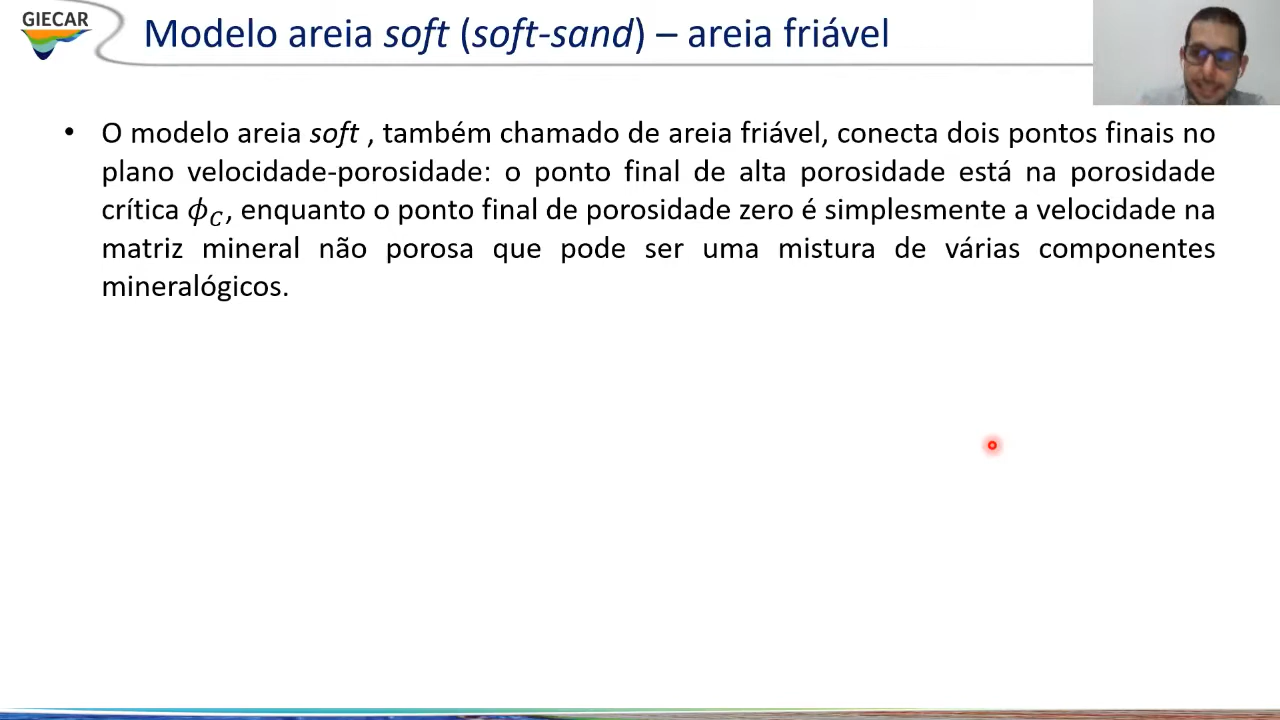 GIECAR
Modelo areia soft (soft-sand) – areia friável
• O modelo areia soft , também chamado de areia friável, conecta dois pontos finais no
plano velocidade-porosidade: o ponto final de alta porosidade está na porosidade
crítica ϕ_C, enquanto o ponto final de porosidade zero é simplesmente a velocidade na
matriz mineral não porosa que pode ser uma mistura de várias componentes
mineralógicos.